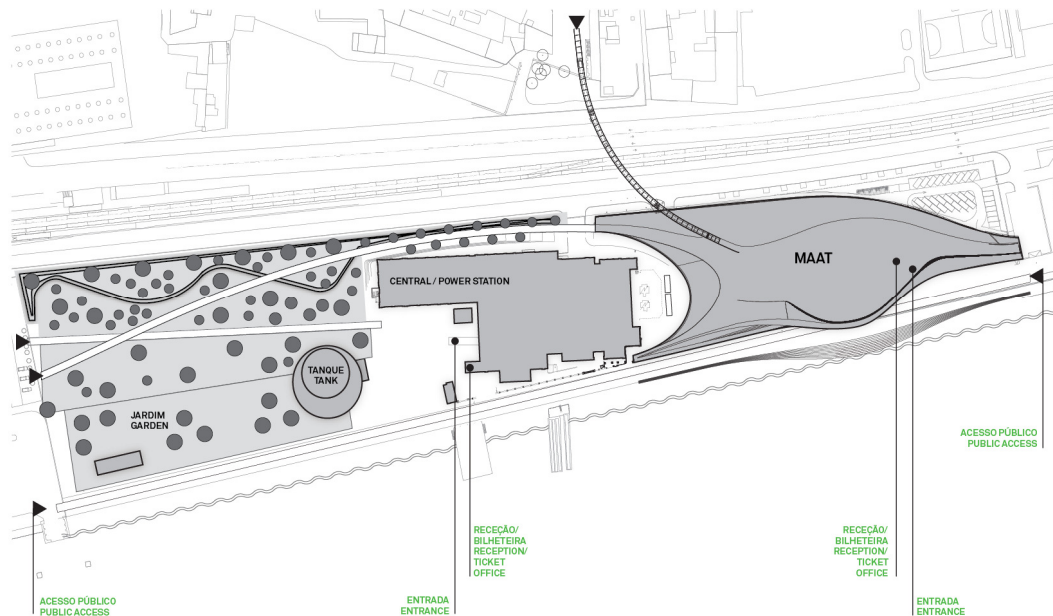 MAAT
CENTRAL / POWER STATION
TANQUE
TANK
JARDIM
GARDEN
ACESSO PÚBLICO
PUBLIC ACCESS
RECEÇÃO/
BILHETEIRA
RECEPTION/
TICKET
OFFICE
RECEÇÃO/
BILHETEIRA
RECEPTION/
TICKET
OFFICE
ACESSO PÚBLICO
PUBLIC ACCESS
ENTRADA
ENTRANCE
ENTRADA
ENTRANCE